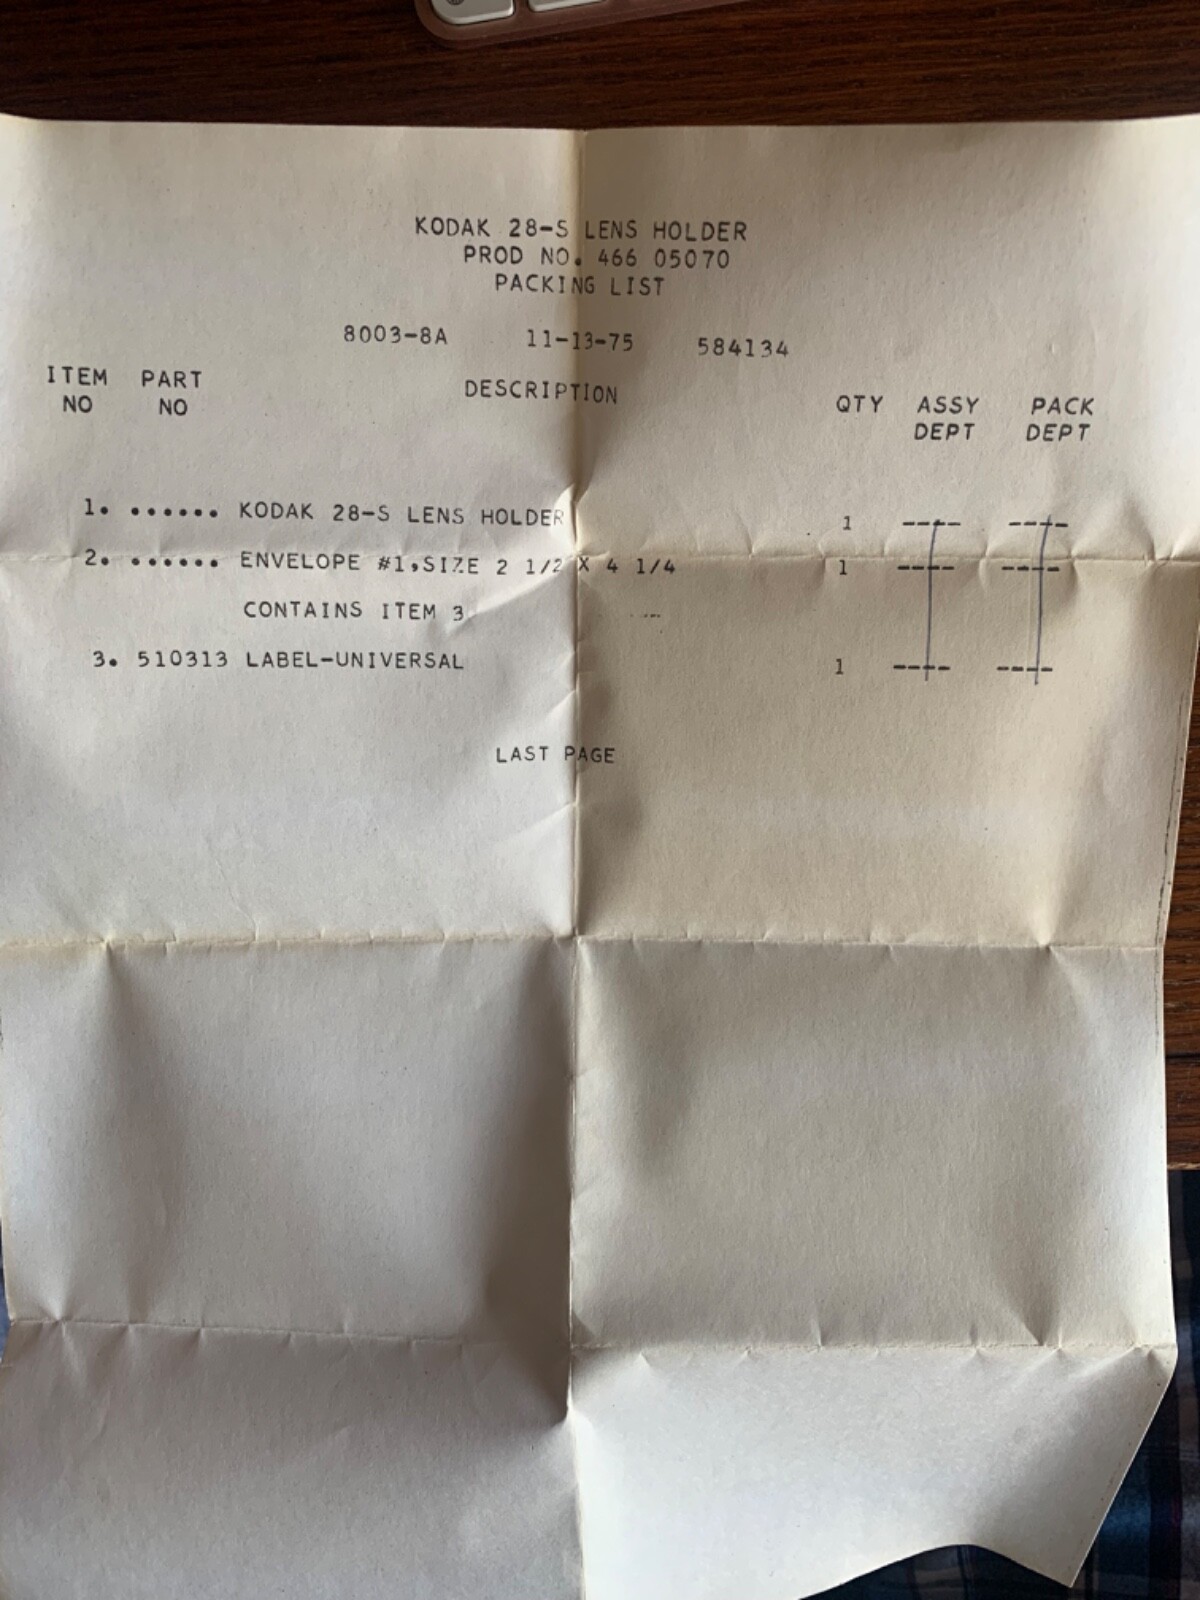 KODAK 28-S LENS HOLDER
PROD NO. 466 05070
PACKING LIST
8003-8A 11-13-75 584134
ITEM NO PART NO DESCRIPTION QTY ASSY DEPT PACK DEPT
1. ...... KODAK 28-S LENS HOLDER 1 ---- ----
2. ...... ENVELOPE #1,SIZE 2 1/2 X 4 1/4 1 ---- ----
CONTAINS ITEM 3
3. 510313 LABEL-UNIVERSAL 1 ---- ----
LAST PAGE